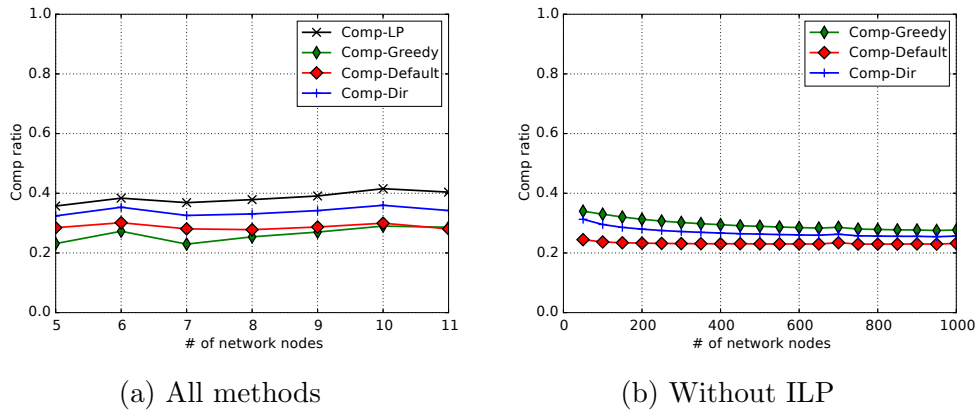 1.0
0.8
0.6
0.4
0.2
0.0
Comp ratio
5 6 7 8 9 10 11
# of network nodes
Comp-LP
Comp-Greedy
Comp-Default
Comp-Dir
(a) All methods
1.0
0.8
0.6
0.4
0.2
0.0
Comp ratio
0 200 400 600 800 1000
# of network nodes
Comp-Greedy
Comp-Default
Comp-Dir
(b) Without ILP